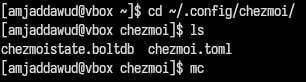 [amjaddawud@vbox ~]$ cd ~/.config/chezmoi/
[amjaddawud@vbox chezmoi]$ ls
chezmoistate.boltdb  chezmoi.toml
[amjaddawud@vbox chezmoi]$ mc